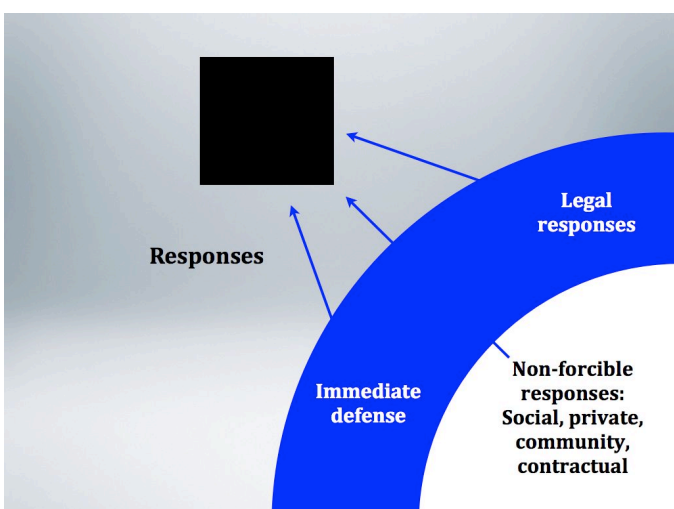 Legal
responses
Responses
Immediate
defense
Non-forcible
responses:
Social, private,
community,
contractual